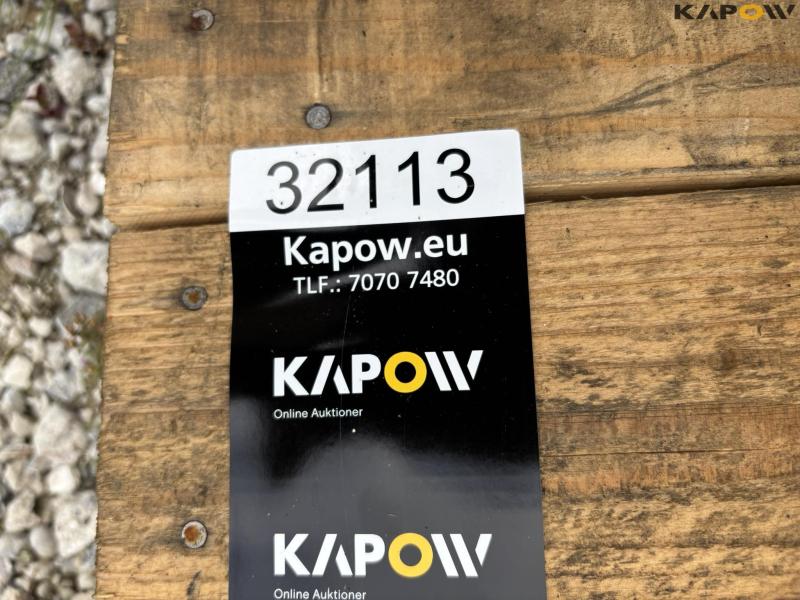 KAPOW
32113
Kapow.eu
TLF.: 7070 7480
KAPOW
Online Auktioner
KAPOW
Online Auktioner